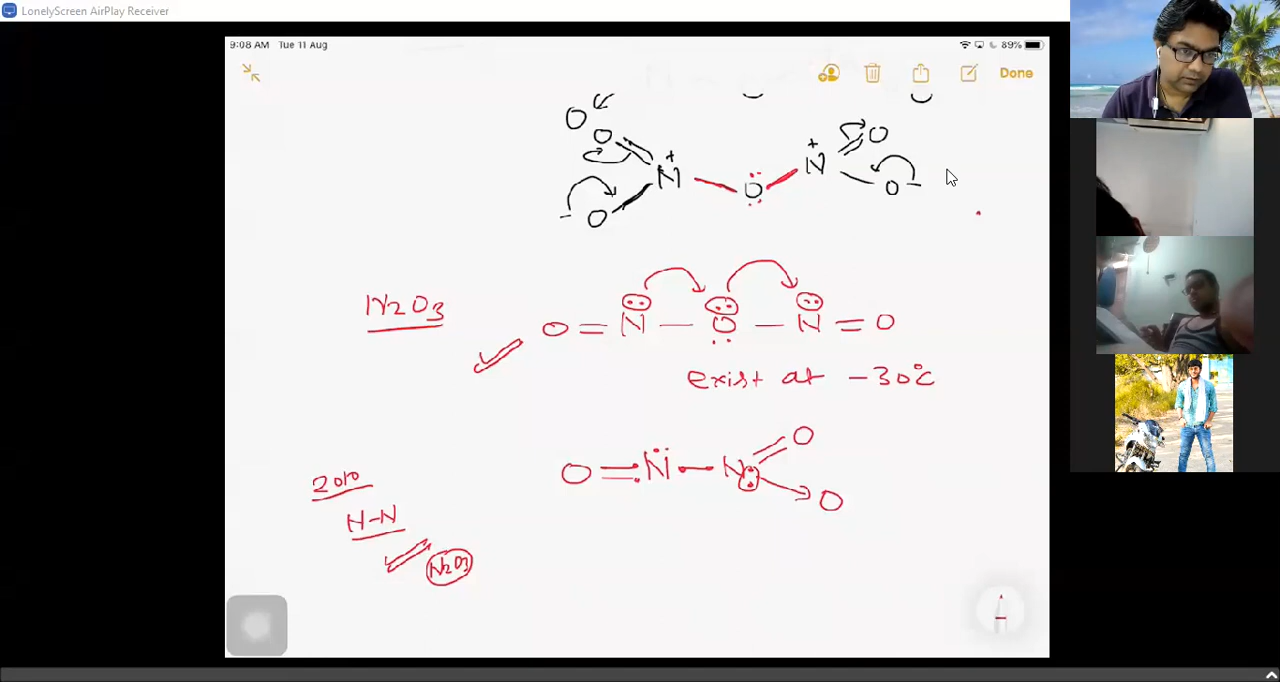 LonelyScreen AirPlay Receiver
9:08 AM Tue 11 Aug
89%
Done
O
O
N +
O
N +
O
– O
O –
N2O3
O = N — O — N = O
exist at -30°C
O = N — N
O
O
2010
N-N
N2O3